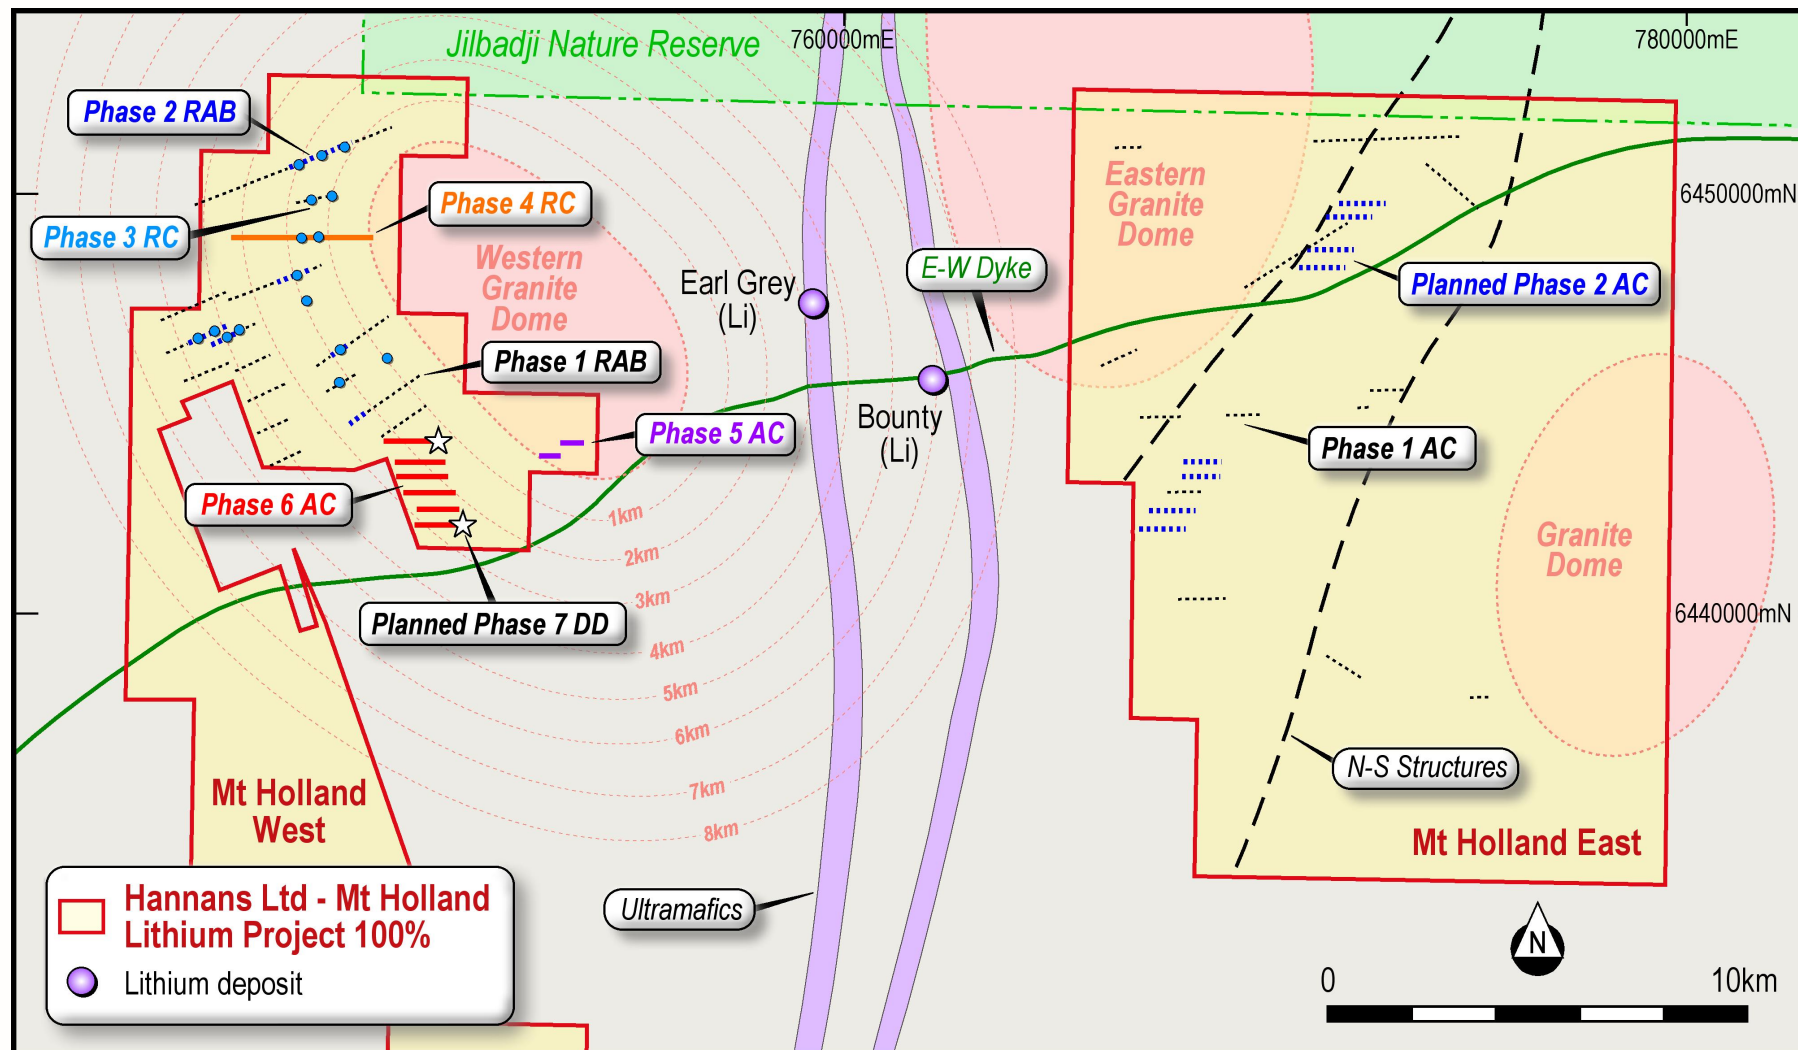 Jilbadji Nature Reserve
760000mE
780000mE
Phase 2 RAB
Eastern
Granite
Dome
6450000mN
Phase 4 RC
Phase 3 RC
Western
Granite
Dome
Earl Grey
(Li)
E-W Dyke
Planned Phase 2 AC
Phase 1 RAB
Bounty
(Li)
Phase 5 AC
Phase 1 AC
Phase 6 AC
1km
2km
3km
4km
5km
6km
7km
8km
Granite
Dome
Planned Phase 7 DD
6440000mN
N-S Structures
Mt Holland
West
Mt Holland East
Ultramafics
Hannans Ltd - Mt Holland
Lithium Project 100%
Lithium deposit
N
0
10km